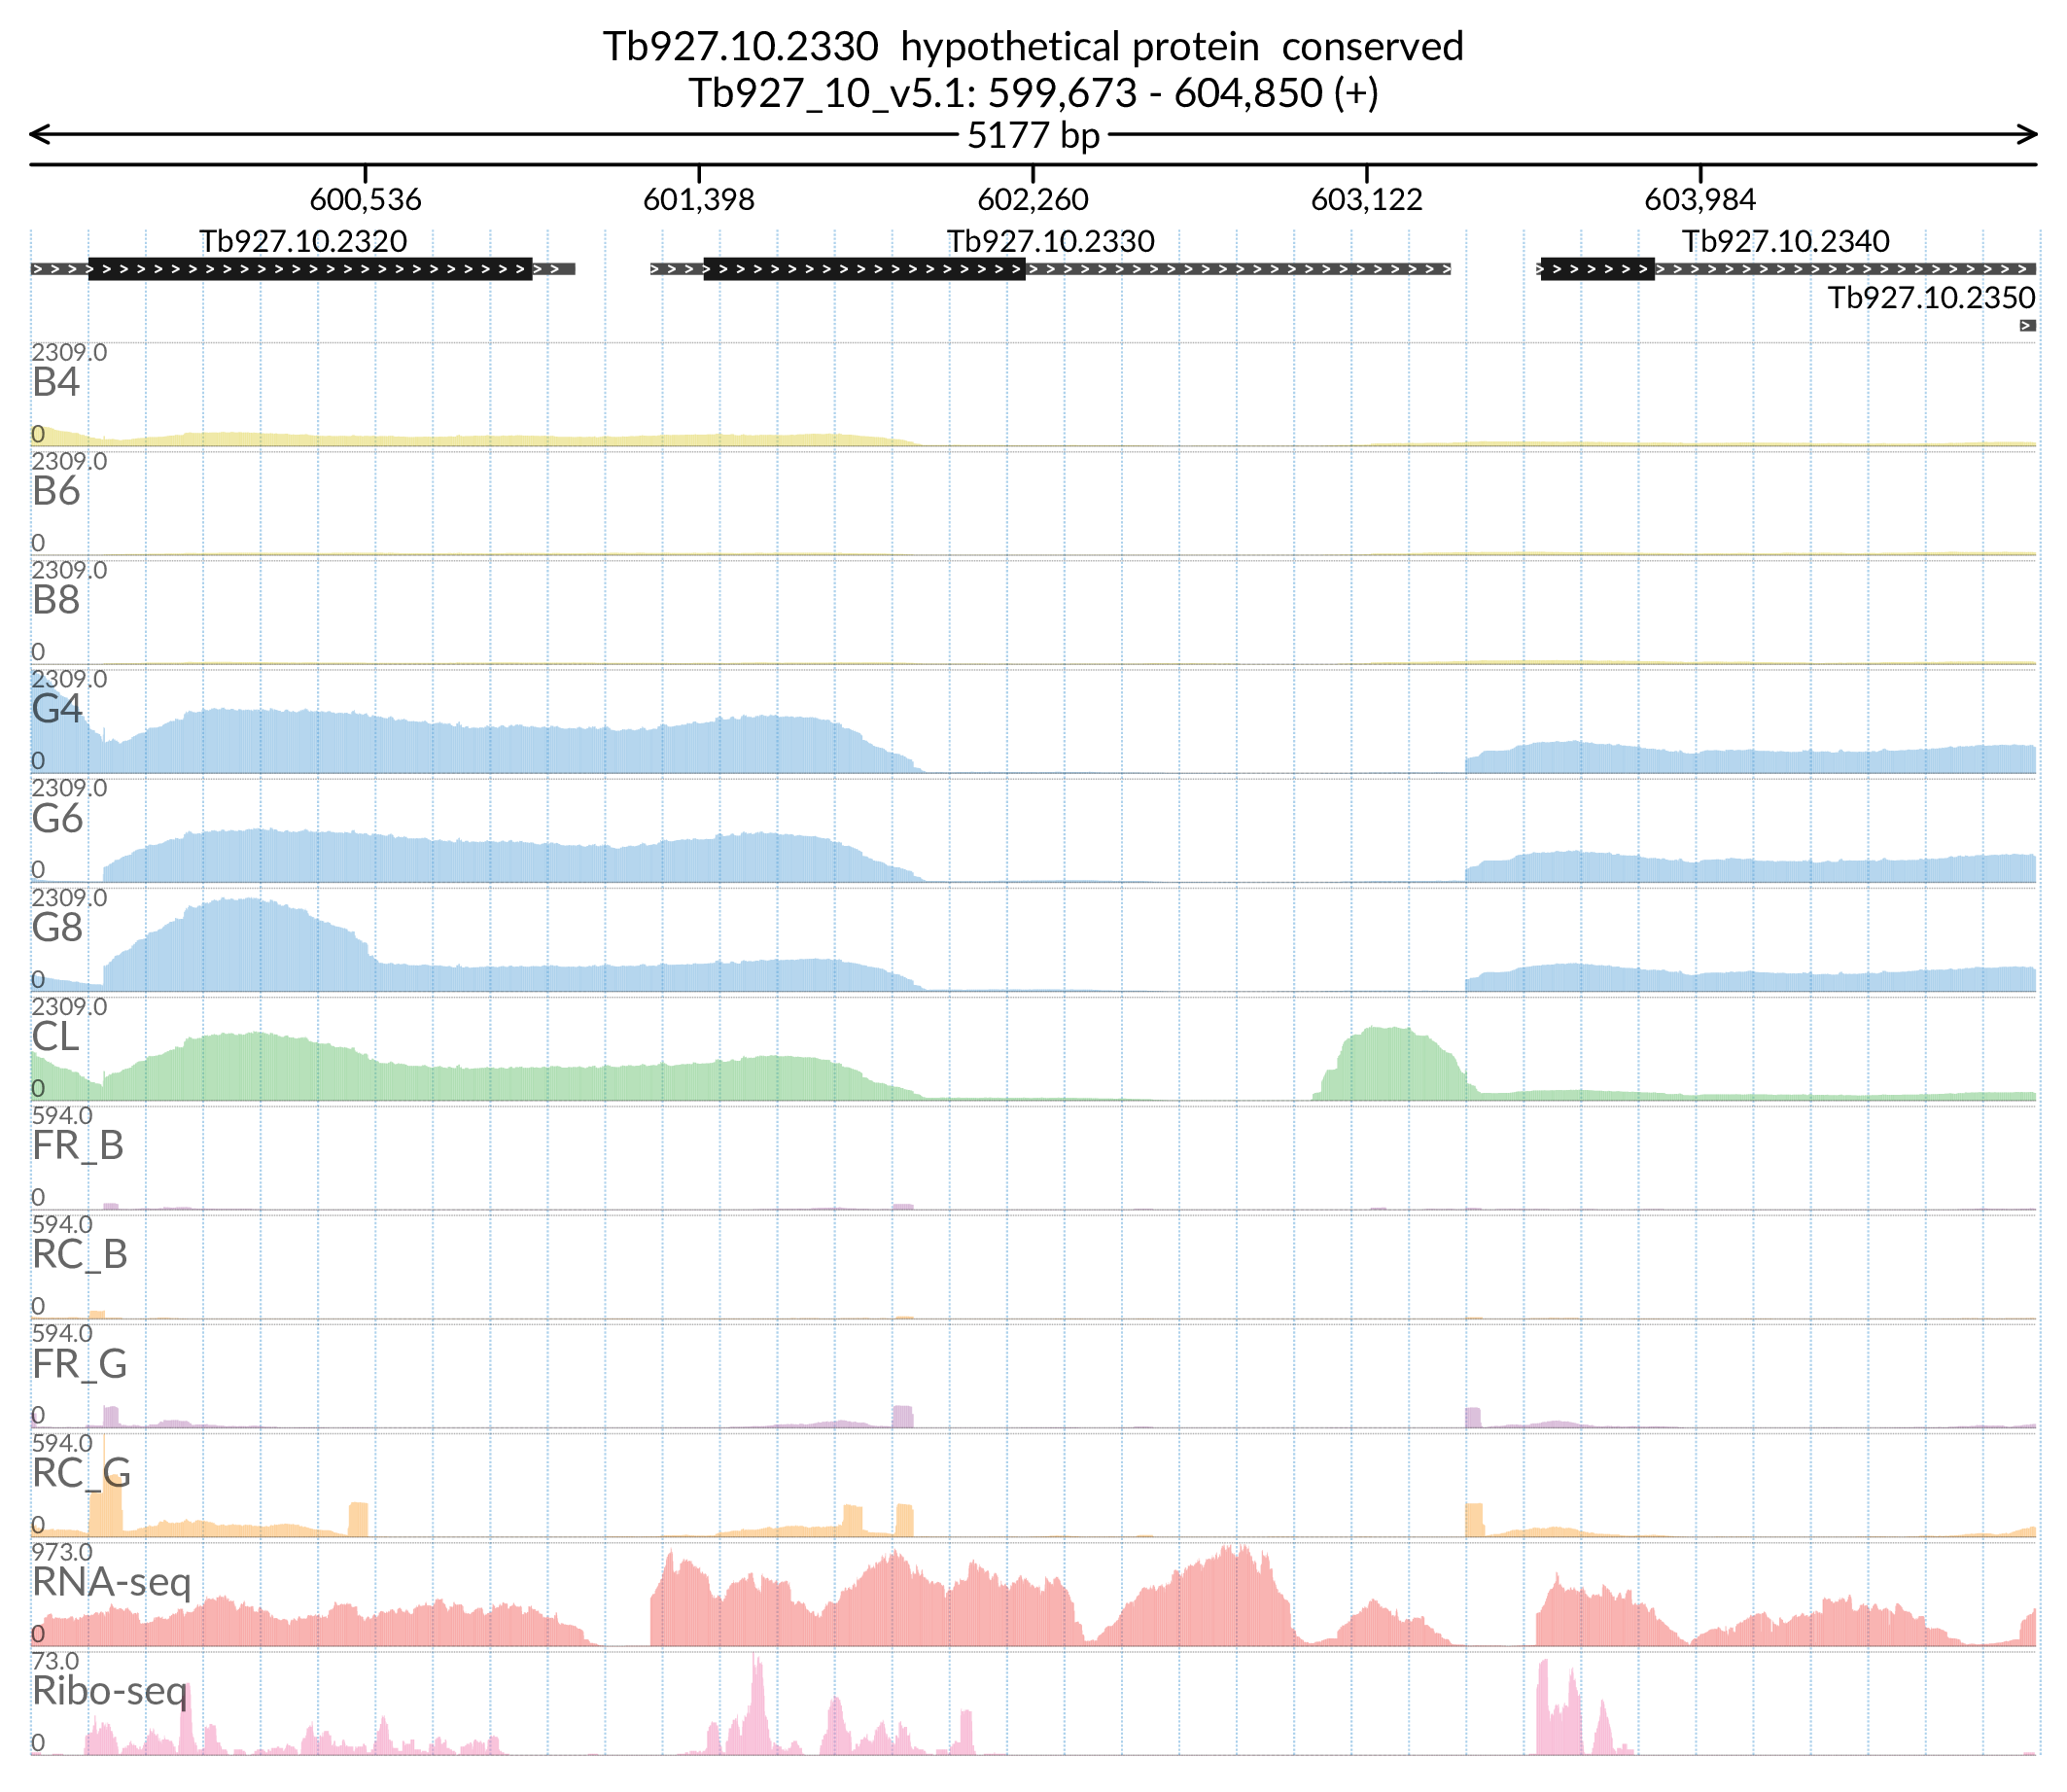 Tb927.10.2330 hypothetical protein conserved
Tb927_10_v5.1: 599,673 - 604,850 (+)
5177 bp
600,536 601,398 602,260 603,122 603,984
Tb927.10.2320 Tb927.10.2330 Tb927.10.2340
Tb927.10.2350
2309.0
B4
0
2309.0
B6
0
2309.0
B8
0
2309.0
G4
0
2309.0
G6
0
2309.0
G8
0
2309.0
CL
0
594.0
FR_B
0
594.0
RC_B
0
594.0
FR_G
0
594.0
RC_G
0
973.0
RNA-seq
0
73.0
Ribo-seq
0